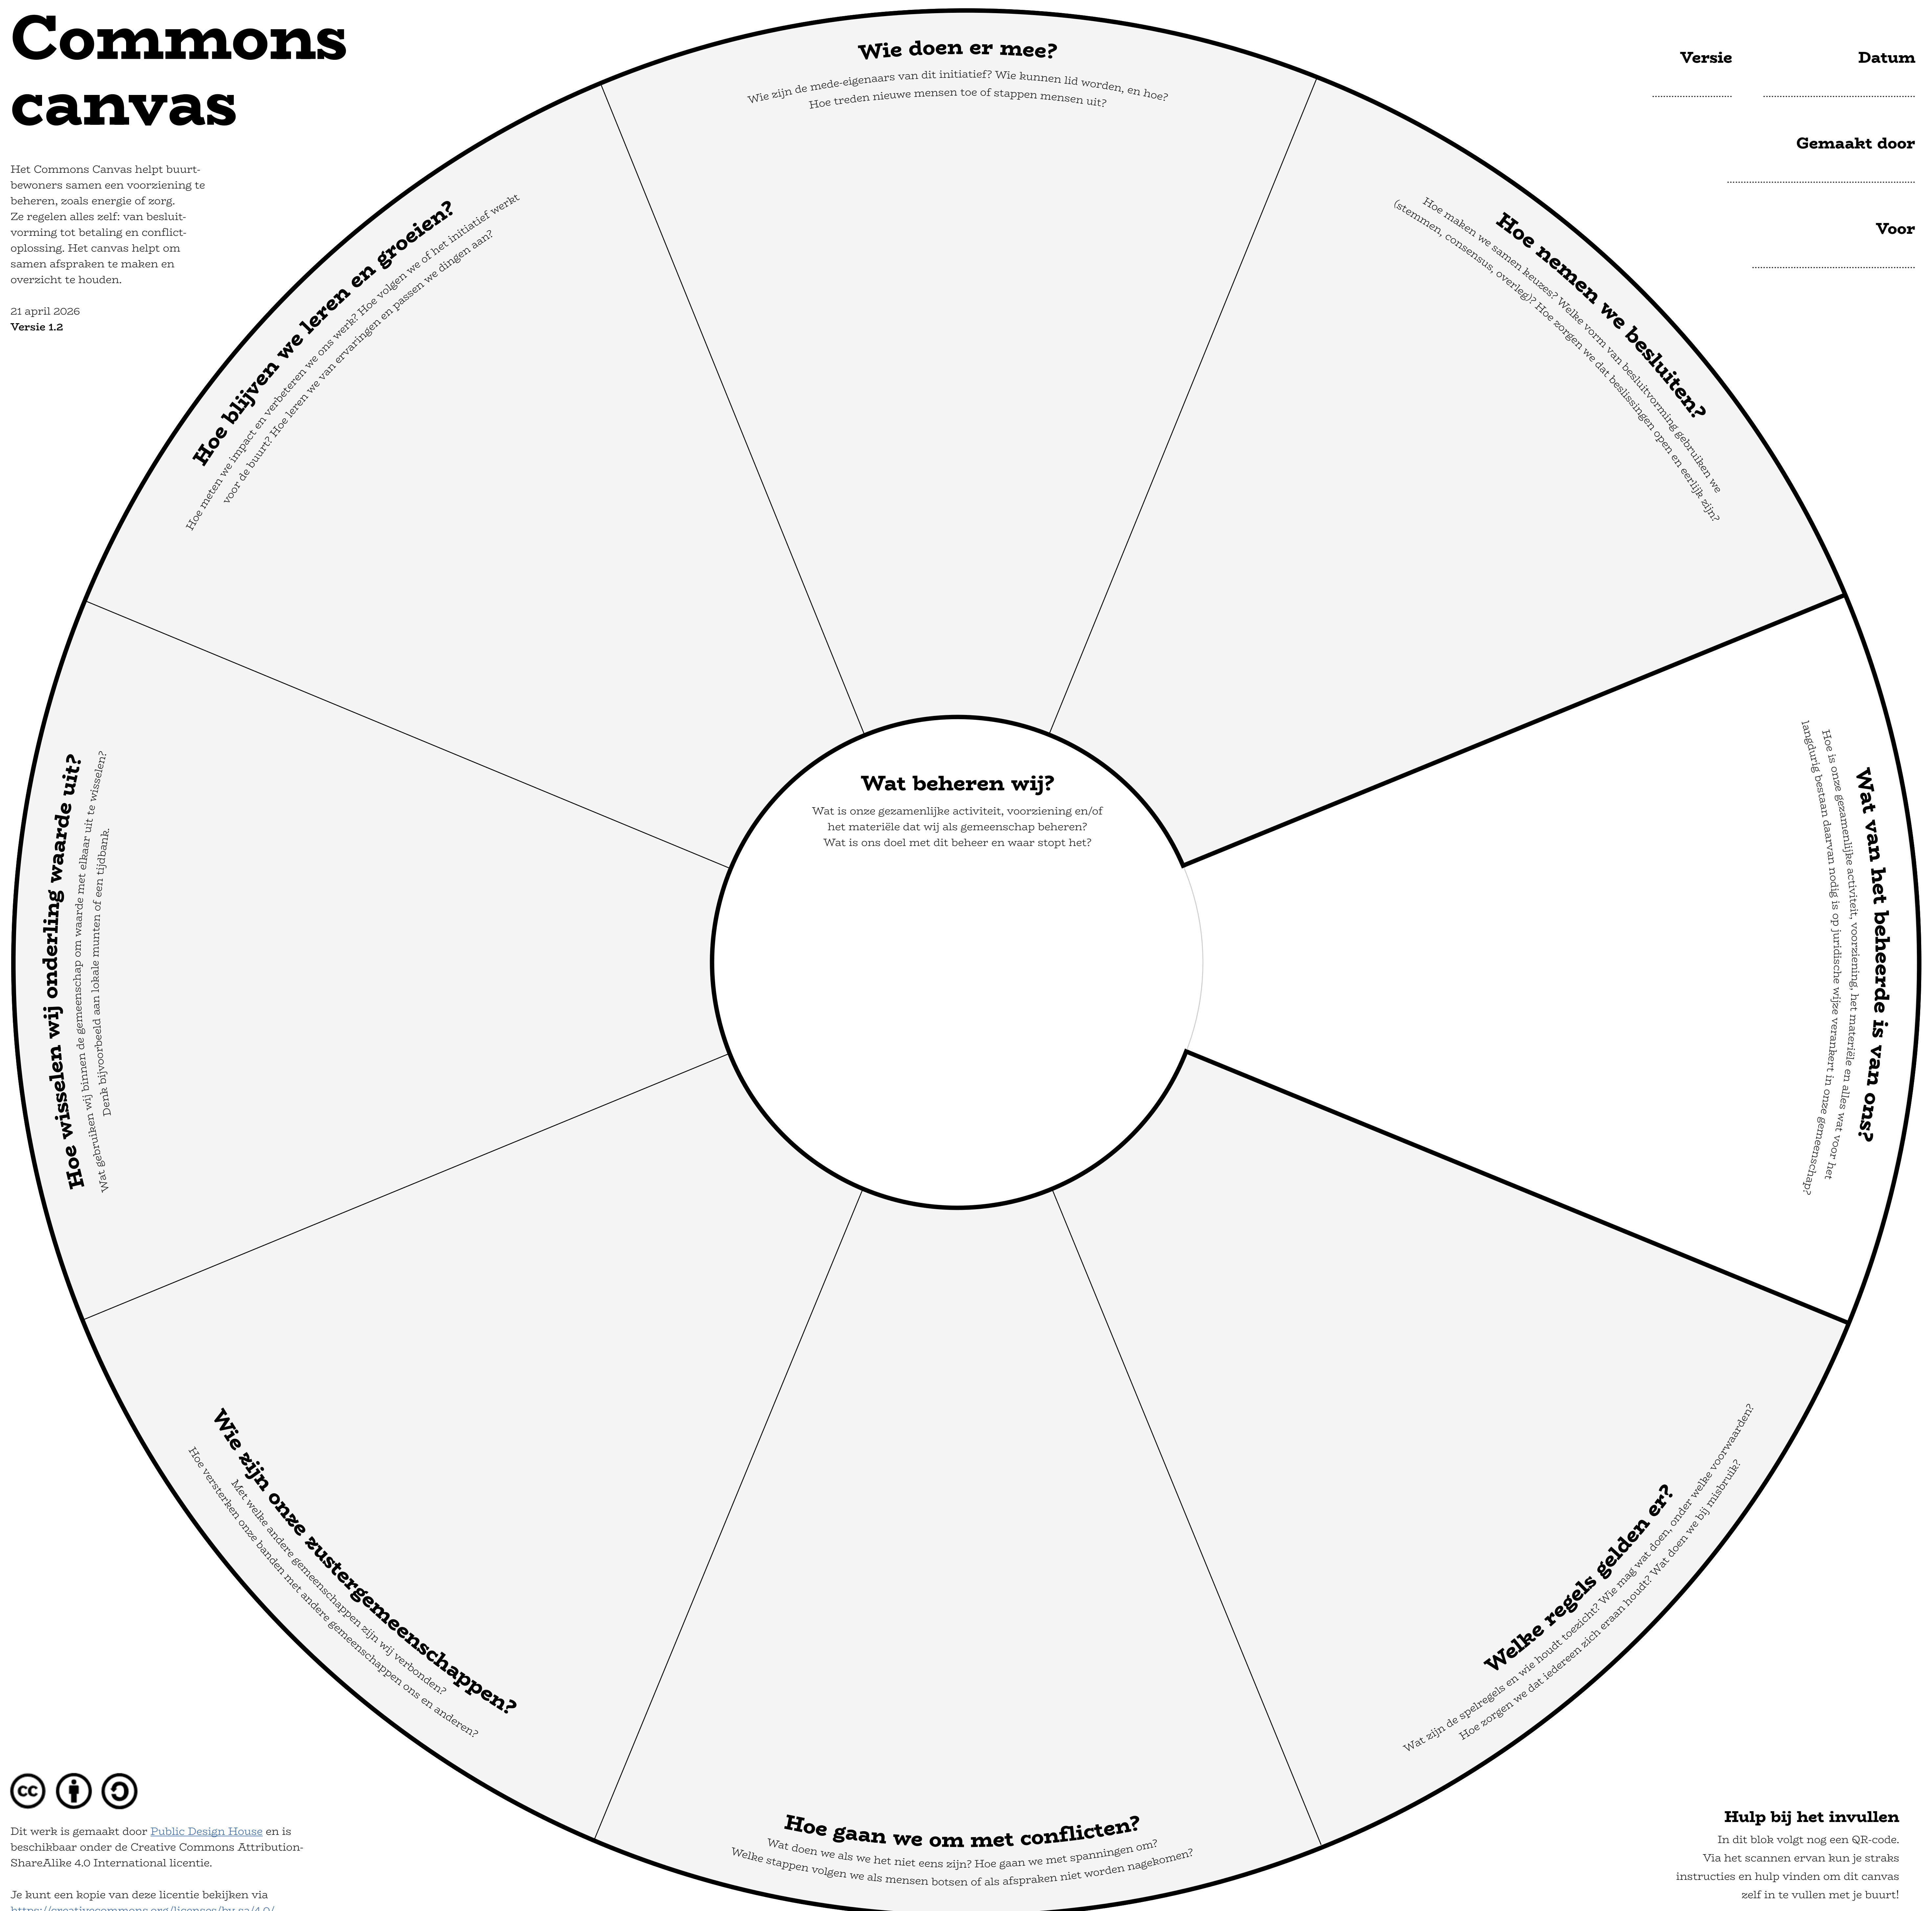 Commons
canvas
Het Commons Canvas helpt buurt-
bewoners samen een voorziening te
beheren, zoals energie of zorg.
Ze regelen alles zelf: van besluit-
vorming tot betaling en conflict-
oplossing. Het canvas helpt om
samen afspraken te maken en
overzicht te houden.
21 april 2026
Versie 1.2
Versie
Datum
Gemaakt door
Voor
Wie doen er mee?
Wie zijn de mede-eigenaars van dit initiatief? Wie kunnen lid worden, en hoe?
Hoe treden nieuwe mensen toe of stappen mensen uit?
Hoe nemen we besluiten?
Hoe maken we samen keuzes? Welke vorm van besluitvorming gebruiken we
(stemmen, consensus, overleg)? Hoe zorgen we dat beslissingen open en eerlijk zijn?
Wat van het beheerde is van ons?
Hoe is onze gezamenlijke activiteit, voorziening, het materiële en alles wat voor het
langdurig bestaan daarvan nodig is op juridische wijze verankert in onze gemeenschap?
Welke regels gelden er?
Wat zijn de spelregels en wie houdt toezicht? Wie mag wat doen, onder welke voorwaarden?
Hoe zorgen we dat iedereen zich eraan houdt? Wat doen we bij misbruik?
Hoe gaan we om met conflicten?
Wat doen we als we het niet eens zijn? Hoe gaan we met spanningen om?
Welke stappen volgen we als mensen botsen of als afspraken niet worden nagekomen?
Wie zijn onze zustergemeenschappen?
Met welke andere gemeenschappen zijn wij verbonden?
Hoe versterken onze banden met andere gemeenschappen ons en anderen?
Hoe wisselen wij onderling waarde uit?
Wat gebruiken wij binnen de gemeenschap om waarde met elkaar uit te wisselen?
Denk bijvoorbeeld aan lokale munten of een tijdbank.
Hoe blijven we leren en groeien?
Hoe meten we impact en verbeteren we ons werk? Hoe volgen we of het initiatief werkt
voor de buurt? Hoe leren we van ervaringen en passen we dingen aan?
Wat beheren wij?
Wat is onze gezamenlijke activiteit, voorziening en/of
het materiële dat wij als gemeenschap beheren?
Wat is ons doel met dit beheer en waar stopt het?
cc
Dit werk is gemaakt door Public Design House en is
beschikbaar onder de Creative Commons Attribution-
ShareAlike 4.0 International licentie.
Je kunt een kopie van deze licentie bekijken via
https://creativecommons.org/licenses/by-sa/4.0/
Hulp bij het invullen
In dit blok volgt nog een QR-code.
Via het scannen ervan kun je straks
instructies en hulp vinden om dit canvas
zelf in te vullen met je buurt!